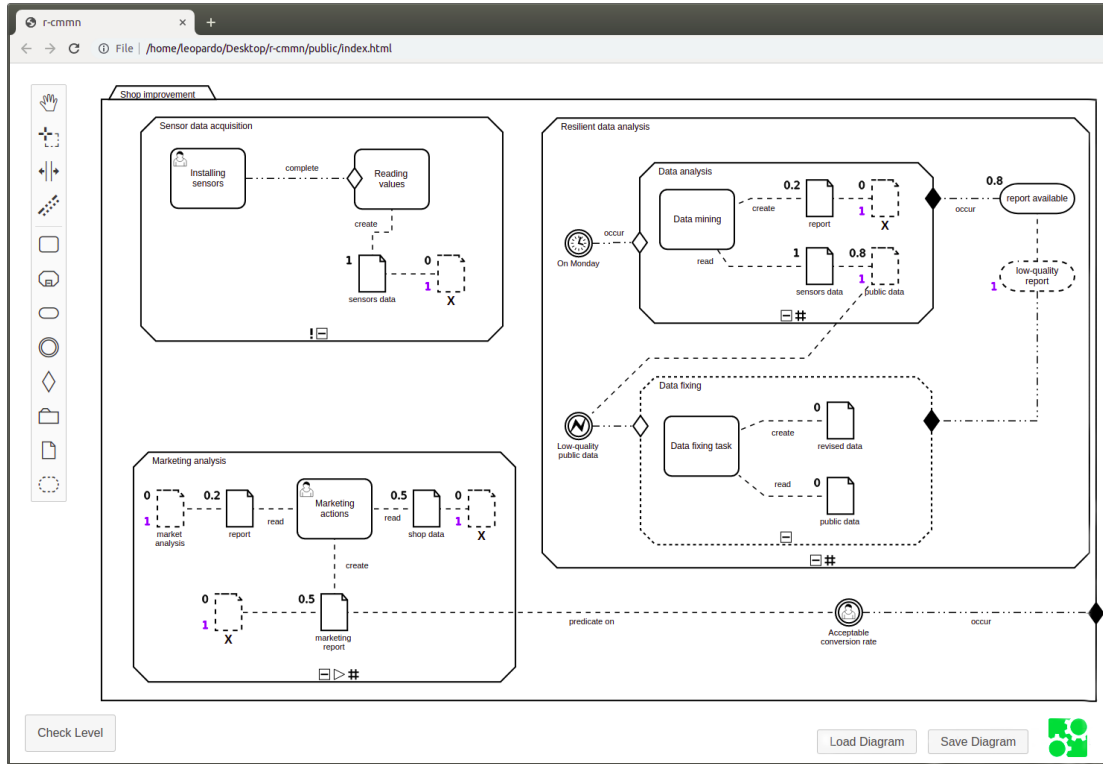 r-cmmn
File | /home/leopardo/Desktop/r-cmmn/public/index.html
Shop improvement
Sensor data acquisition
Installing
sensors
complete
Reading
values
create
1
0
1
sensors data
X
!
Resilient data analysis
Data analysis
On Monday
occur
Data mining
create
0.2
report
0
1
X
read
1
sensors data
0.8
1
public data
#
occur
0.8
report available
low-quality
report
1
Data fixing
Low-quality
public data
Data fixing task
create
0
revised data
read
0
public data
#
Marketing analysis
0
1
market
analysis
0.2
report
read
Marketing
actions
read
0.5
shop data
0
1
X
create
0
1
X
0.5
marketing
report
#
predicate on
Acceptable
conversion rate
occur
Check Level
Load Diagram
Save Diagram